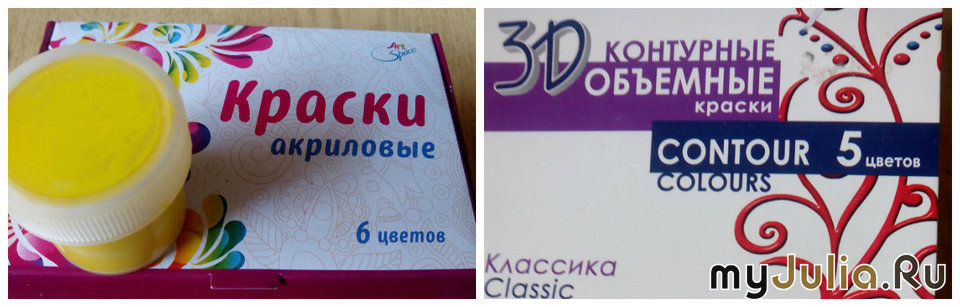 Art
Space
Краски
акриловые
6 цветов
3D КОНТУРНЫЕ
ОБЪЕМНЫЕ
краски
CONTOUR 5 цветов
COLOURS
Классика
Classic
myJulia.Ru